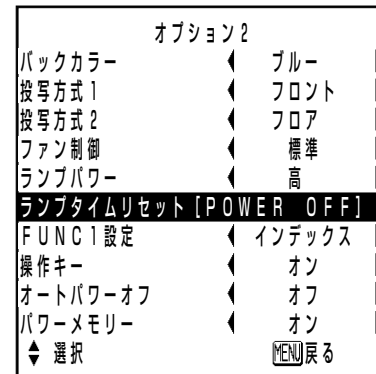 オプション2
バックカラー ブルー
投写方式1 フロント
投写方式2 フロア
ファン制御 標準
ランプパワー 高
ランプタイムリセット[POWER OFF]
FUNC1設定 インデックス
操作キー オン
オートパワーオフ オフ
パワーメモリー オン
選択 MENU戻る